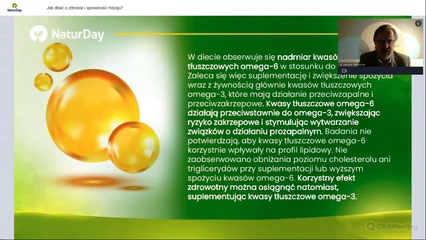 NaturDay
Jak dbać o zdrowie i sprawność mózgu?
NaturDay
W diecie obserwuje się nadmiar kwasów
tłuszczowych omega-6 w stosunku do
Zaleca się więc suplementację i zwiększenie spożycia
wraz z żywnością głównie kwasów tłuszczowych
omega-3, które mają działanie przeciwzapalne i
przeciwzakrzepowe. Kwasy tłuszczowe omega-6
działają przeciwstawnie do omega-3, zwiększając
ryzyko zakrzepowe i stymulując wytwarzanie
związków o działaniu prozapalnym. Badania nie
potwierdzają, aby kwasy tłuszczowe omega-6
korzystnie wpływały na profil lipidowy. Nie
zaobserwowano obniżania poziomu cholesterolu ani
triglicerydów przy suplementacji lub wyższym
spożyciu kwasów omega-6. Korzystny efekt
zdrowotny można osiągnąć natomiast,
suplementując kwasy tłuszczowe omega-3.
ClickMeeting